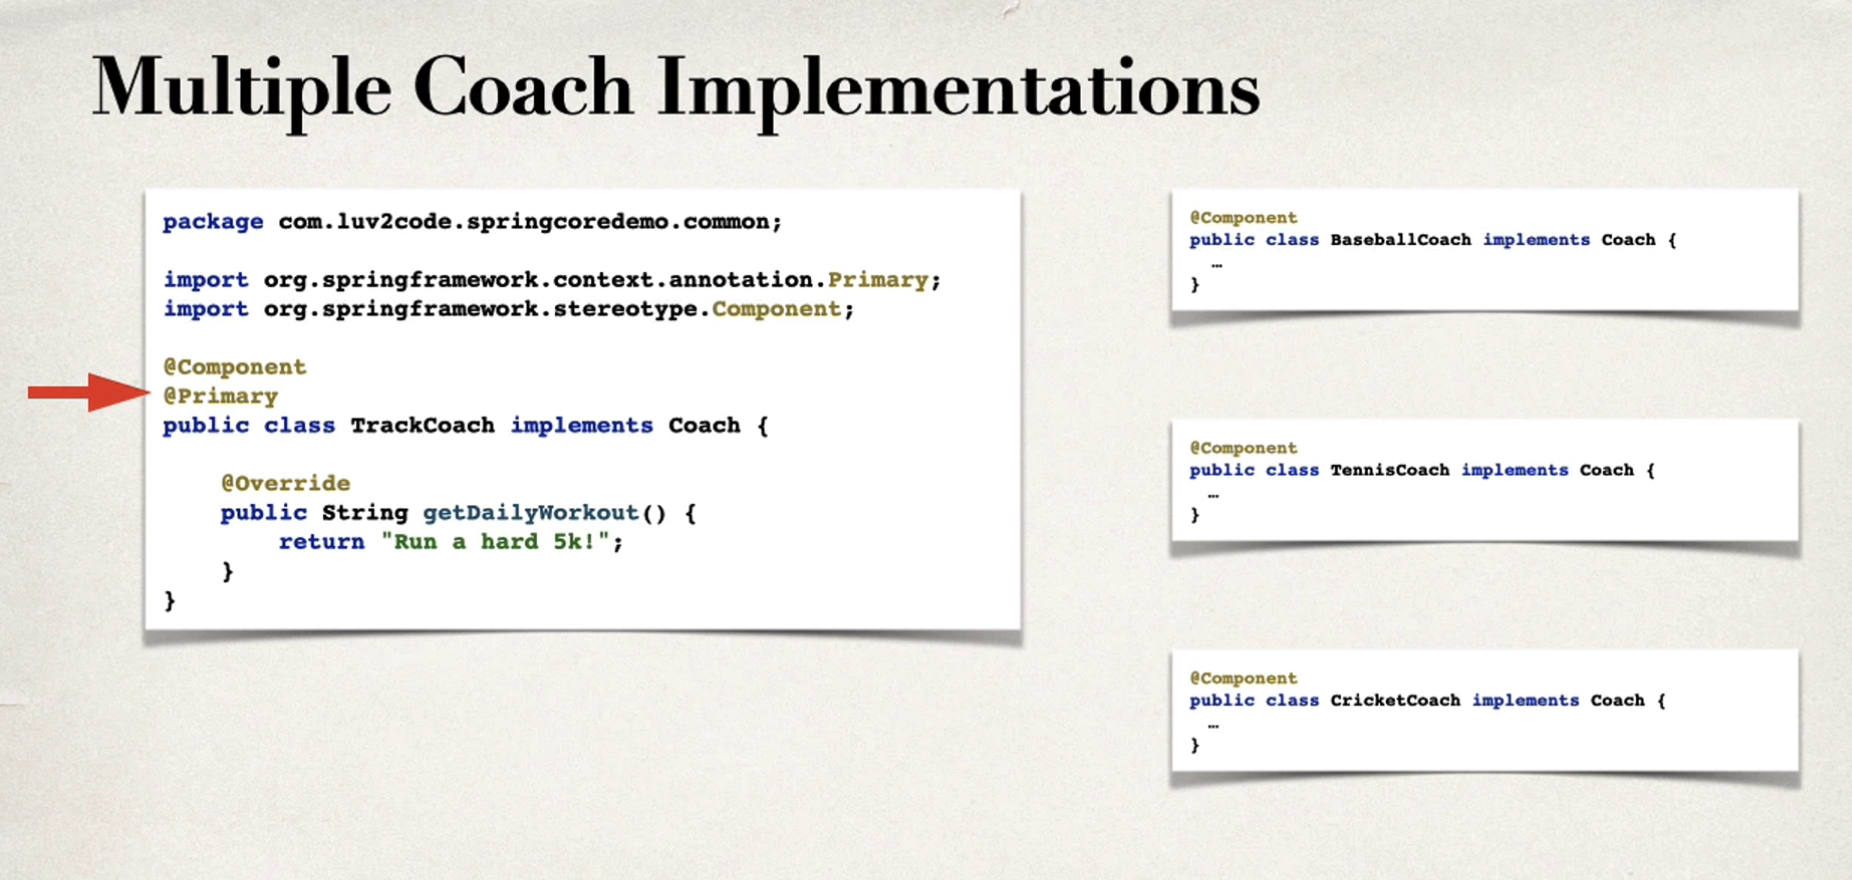 Multiple Coach Implementations
package com.luv2code.springcoredemo.common;
import org.springframework.context.annotation.Primary;
import org.springframework.stereotype.Component;
@Component
@Primary
public class TrackCoach implements Coach {
@Override
public String getDailyWorkout() {
return "Run a hard 5k!";
}
}
@Component
public class BaseballCoach implements Coach {
…
}
@Component
public class TennisCoach implements Coach {
…
}
@Component
public class CricketCoach implements Coach {
…
}